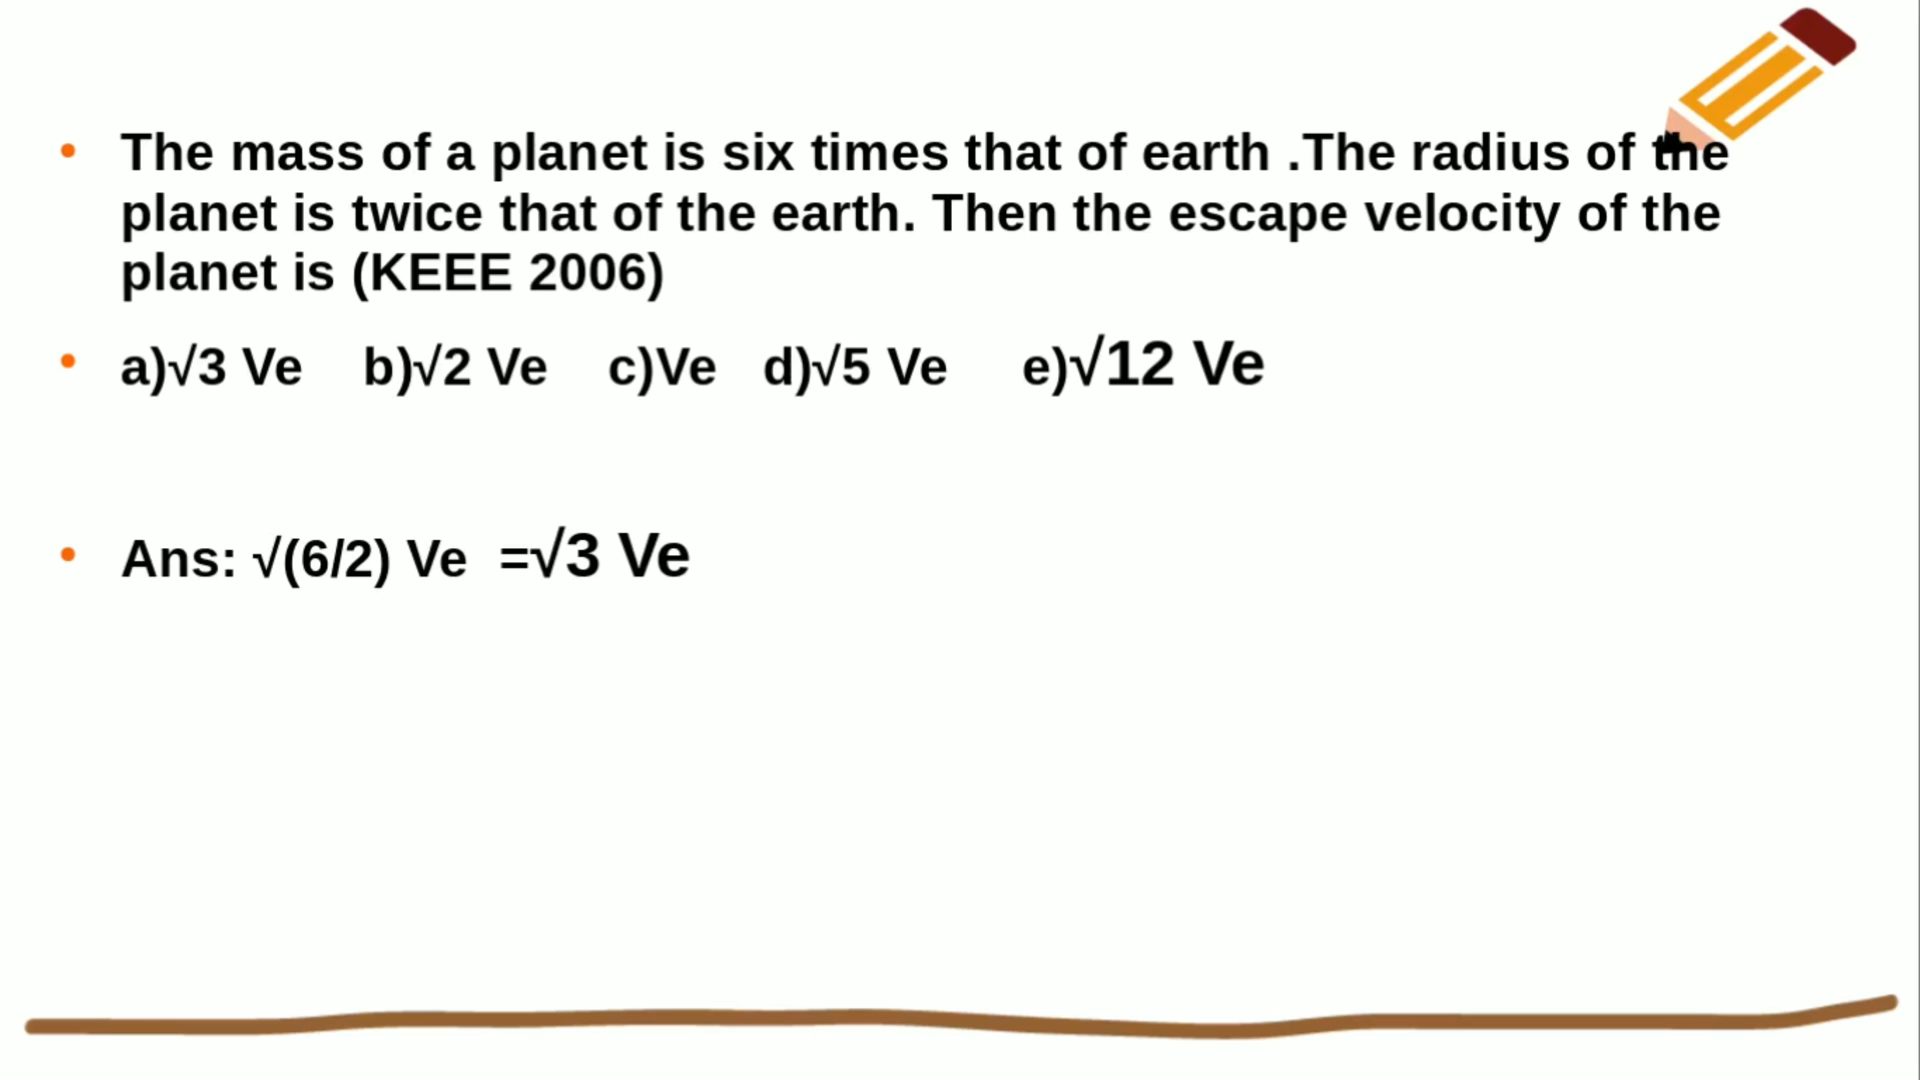 The mass of a planet is six times that of earth .The radius of the
planet is twice that of the earth. Then the escape velocity of the
planet is (KEEE 2006)
a)√3 Ve b)√2 Ve c)Ve d)√5 Ve e)√12 Ve
Ans: √(6/2) Ve =√3 Ve